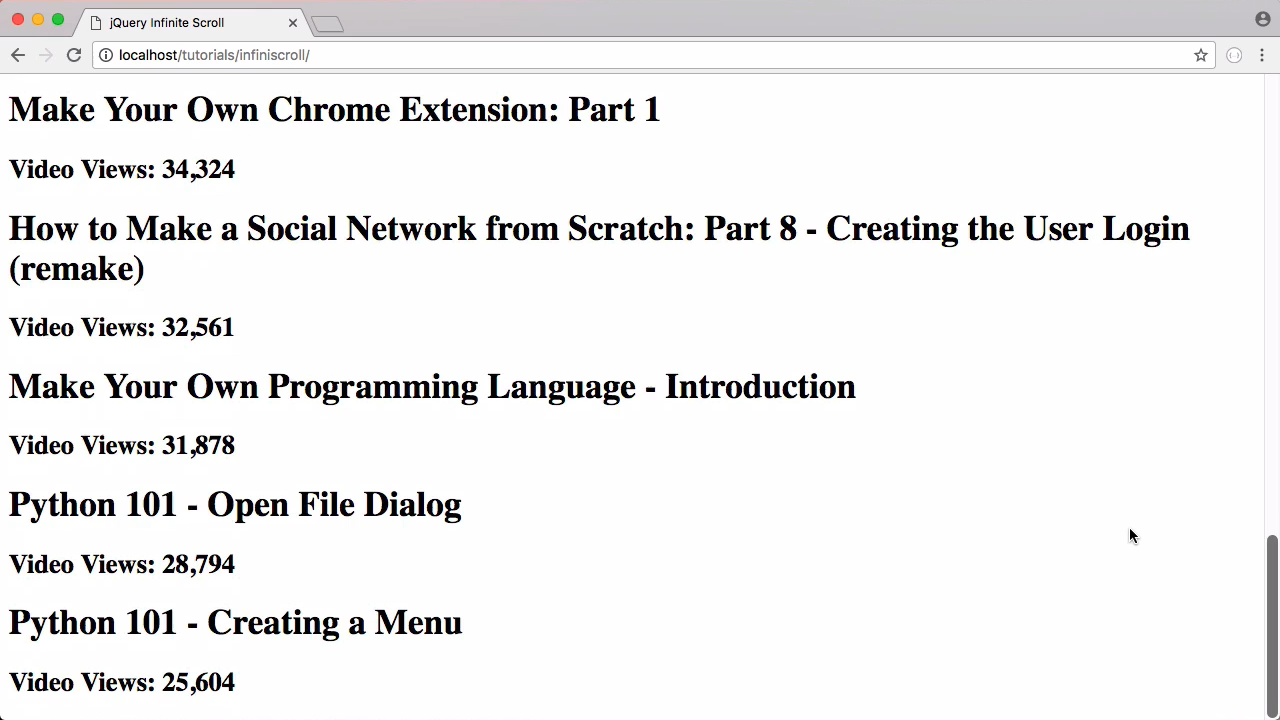 jQuery Infinite Scroll
localhost/tutorials/infiniscroll/
Make Your Own Chrome Extension: Part 1
Video Views: 34,324
How to Make a Social Network from Scratch: Part 8 - Creating the User Login
(remake)
Video Views: 32,561
Make Your Own Programming Language - Introduction
Video Views: 31,878
Python 101 - Open File Dialog
Video Views: 28,794
Python 101 - Creating a Menu
Video Views: 25,604